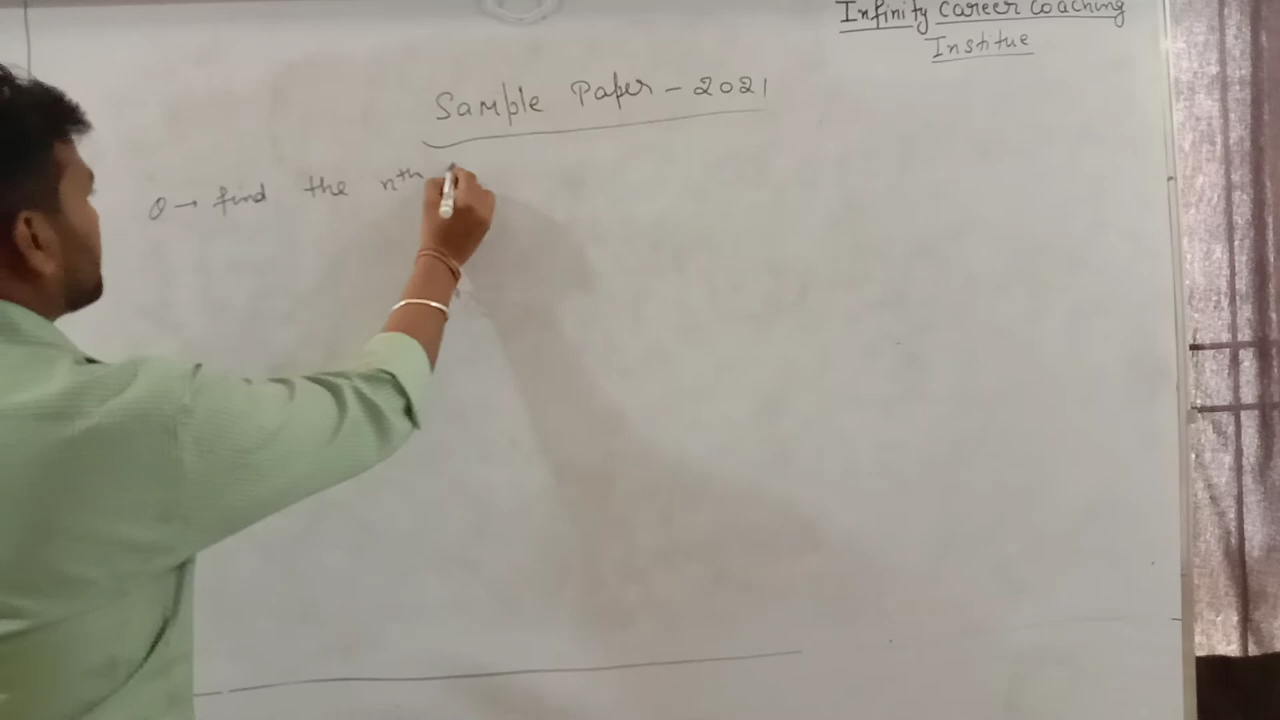 Infinity Career Coaching
Institue
Sample Paper - 2021
Q → find the nth